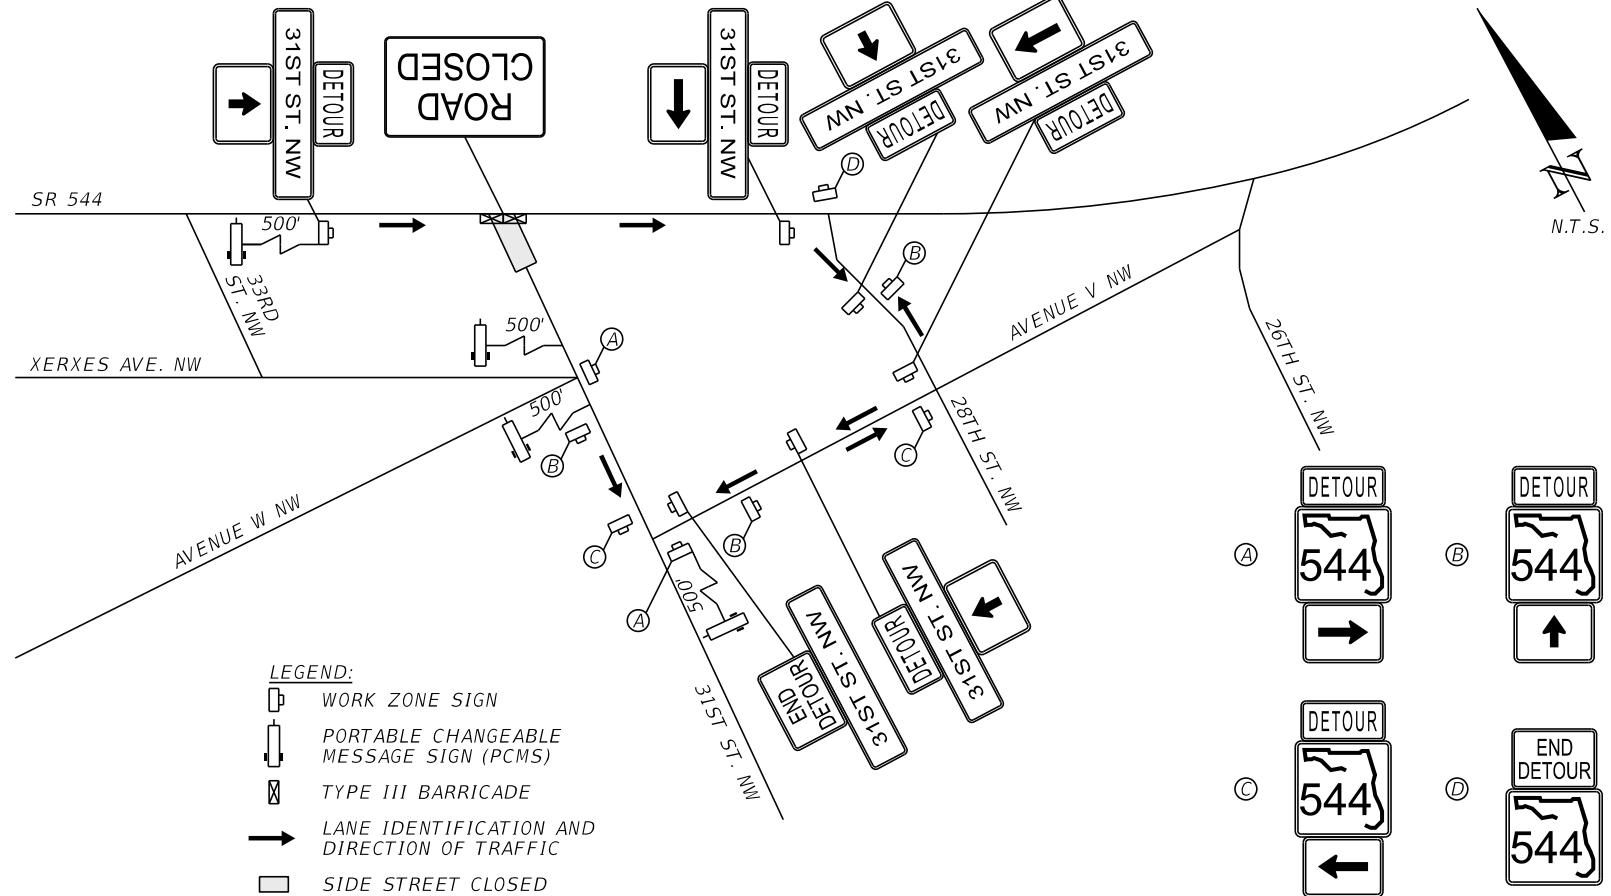 31ST ST. NW
DETOUR
ROAD
CLOSED
31ST ST. NW
DETOUR
31ST ST. NW
DETOUR
31ST ST. NW
DETOUR
N
N.T.S.
SR 544
500'
33RD
ST. NW
D
B
500'
A
XERXES AVE. NW
500'
B
AVENUE V NW
26TH ST. NW
28TH ST. NW
C
AVENUE W NW
C
B
A
500'
31ST ST. NW
END
DETOUR
31ST ST. NW
DETOUR
31ST ST. NW
LEGEND:
WORK ZONE SIGN
PORTABLE CHANGEABLE
MESSAGE SIGN (PCMS)
TYPE III BARRICADE
LANE IDENTIFICATION AND
DIRECTION OF TRAFFIC
SIDE STREET CLOSED
A
DETOUR
544
B
DETOUR
544
C
DETOUR
544
D
END
DETOUR
544